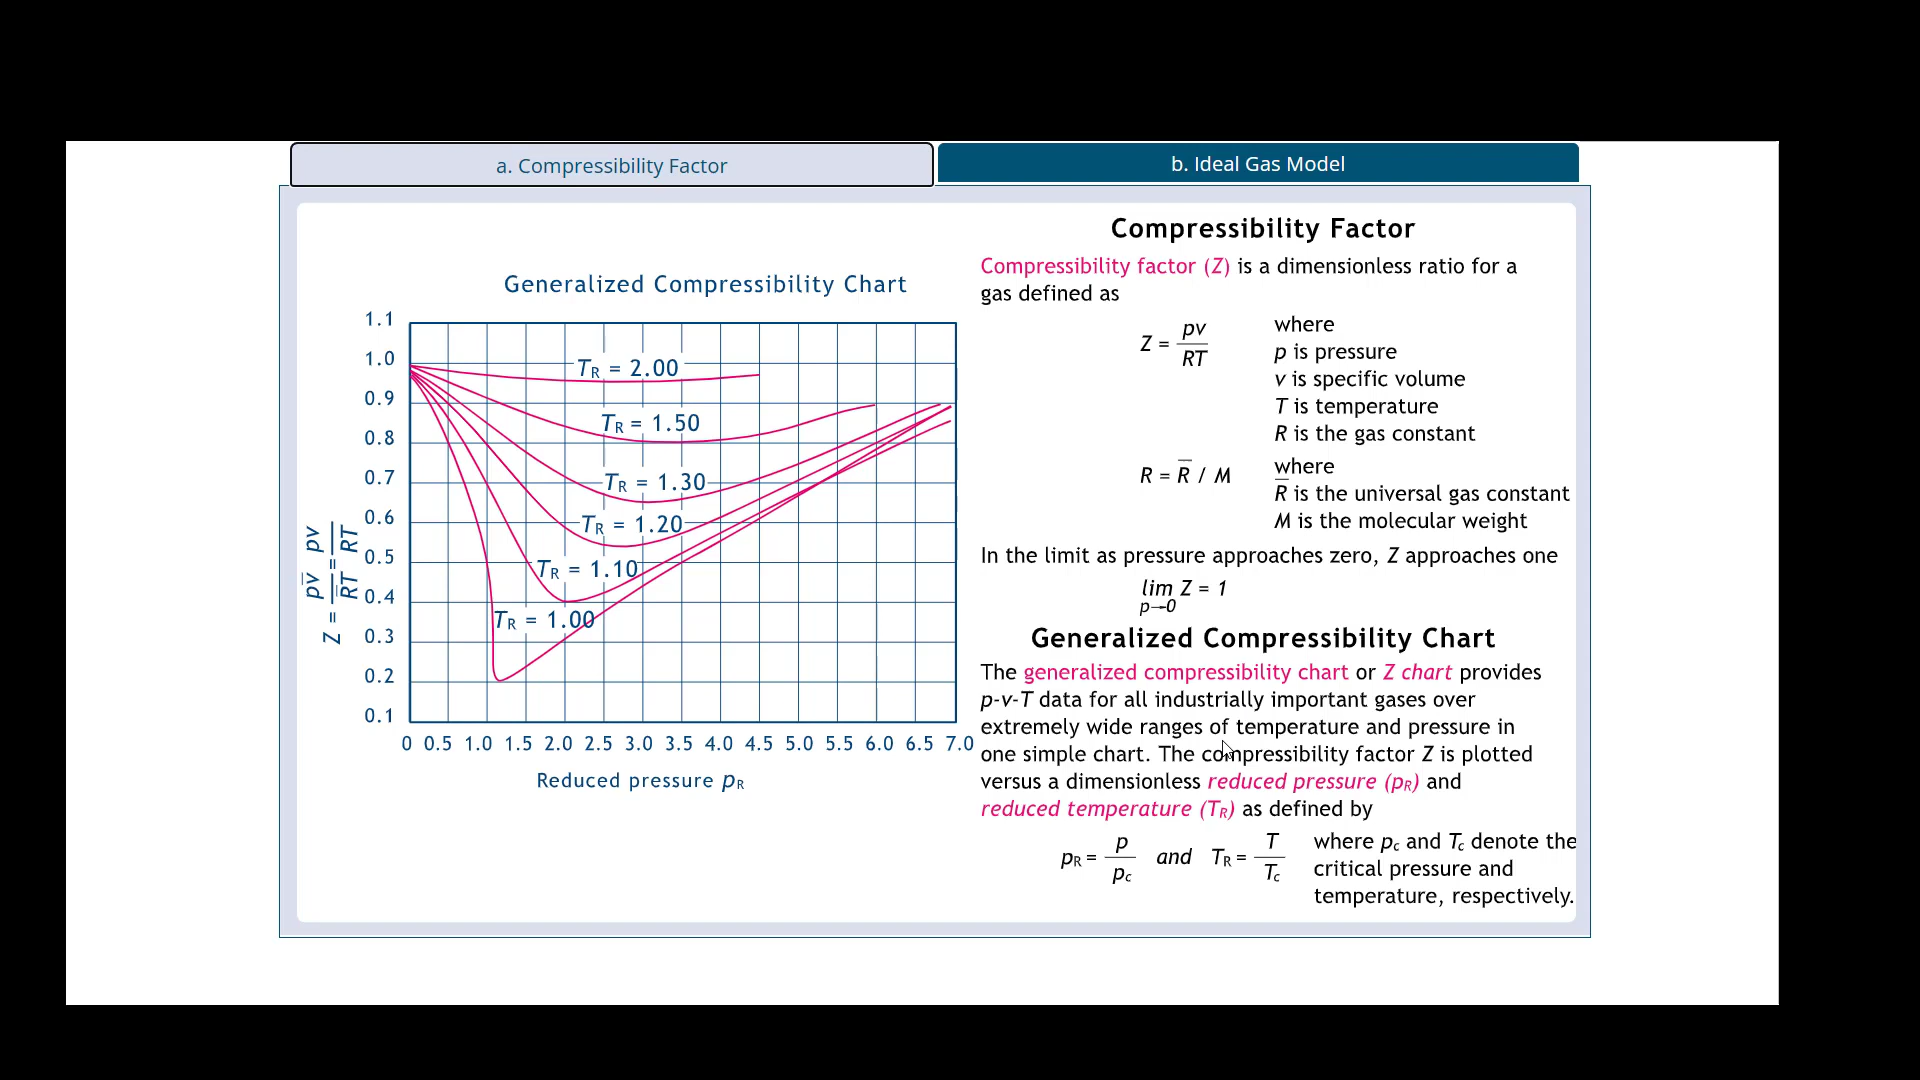 a. Compressibility Factor
b. Ideal Gas Model
Generalized Compressibility Chart
1.1
1.0
0.9
0.8
0.7
0.6
0.5
0.4
0.3
0.2
0.1
Z = p\overline{v} / \overline{R}T = pv / RT
TR = 2.00
TR = 1.50
TR = 1.30
TR = 1.20
TR = 1.10
TR = 1.00
0 0.5 1.0 1.5 2.0 2.5 3.0 3.5 4.0 4.5 5.0 5.5 6.0 6.5 7.0
Reduced pressure pR
Compressibility Factor
Compressibility factor (Z) is a dimensionless ratio for a
gas defined as
Z = pv / RT
where
p is pressure
v is specific volume
T is temperature
R is the gas constant
R = R̅ / M
where
R̅ is the universal gas constant
M is the molecular weight
In the limit as pressure approaches zero, Z approaches one
lim Z = 1
p→0
Generalized Compressibility Chart
The generalized compressibility chart or Z chart provides
p-v-T data for all industrially important gases over
extremely wide ranges of temperature and pressure in
one simple chart. The compressibility factor Z is plotted
versus a dimensionless reduced pressure (pR) and
reduced temperature (TR) as defined by
pR = p / pc and TR = T / Tc
where pc and Tc denote the
critical pressure and
temperature, respectively.